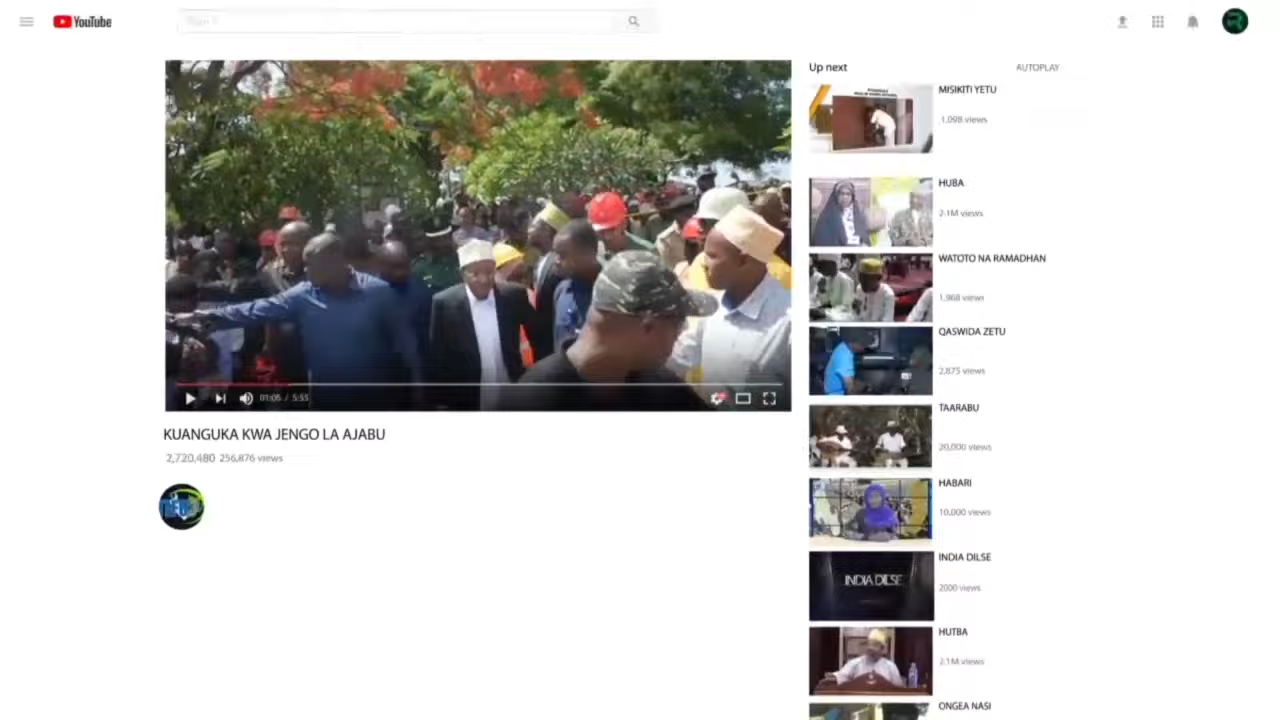 YouTube
KUANGUKA KWA JENGO LA AJABU
2,720,480 256,876 views
01:05 / 5:55
Up next
AUTOPLAY
MISIKITI YETU
1,098 views
HUBA
2.1M views
WATOTO NA RAMADHAN
1,968 views
QASWIDA ZETU
2,875 views
TAARABU
20,000 views
HABARI
10,000 views
INDIA DILSE
INDIA DILSE
2000 views
HUTBA
2.1M views
ONGEA NASI